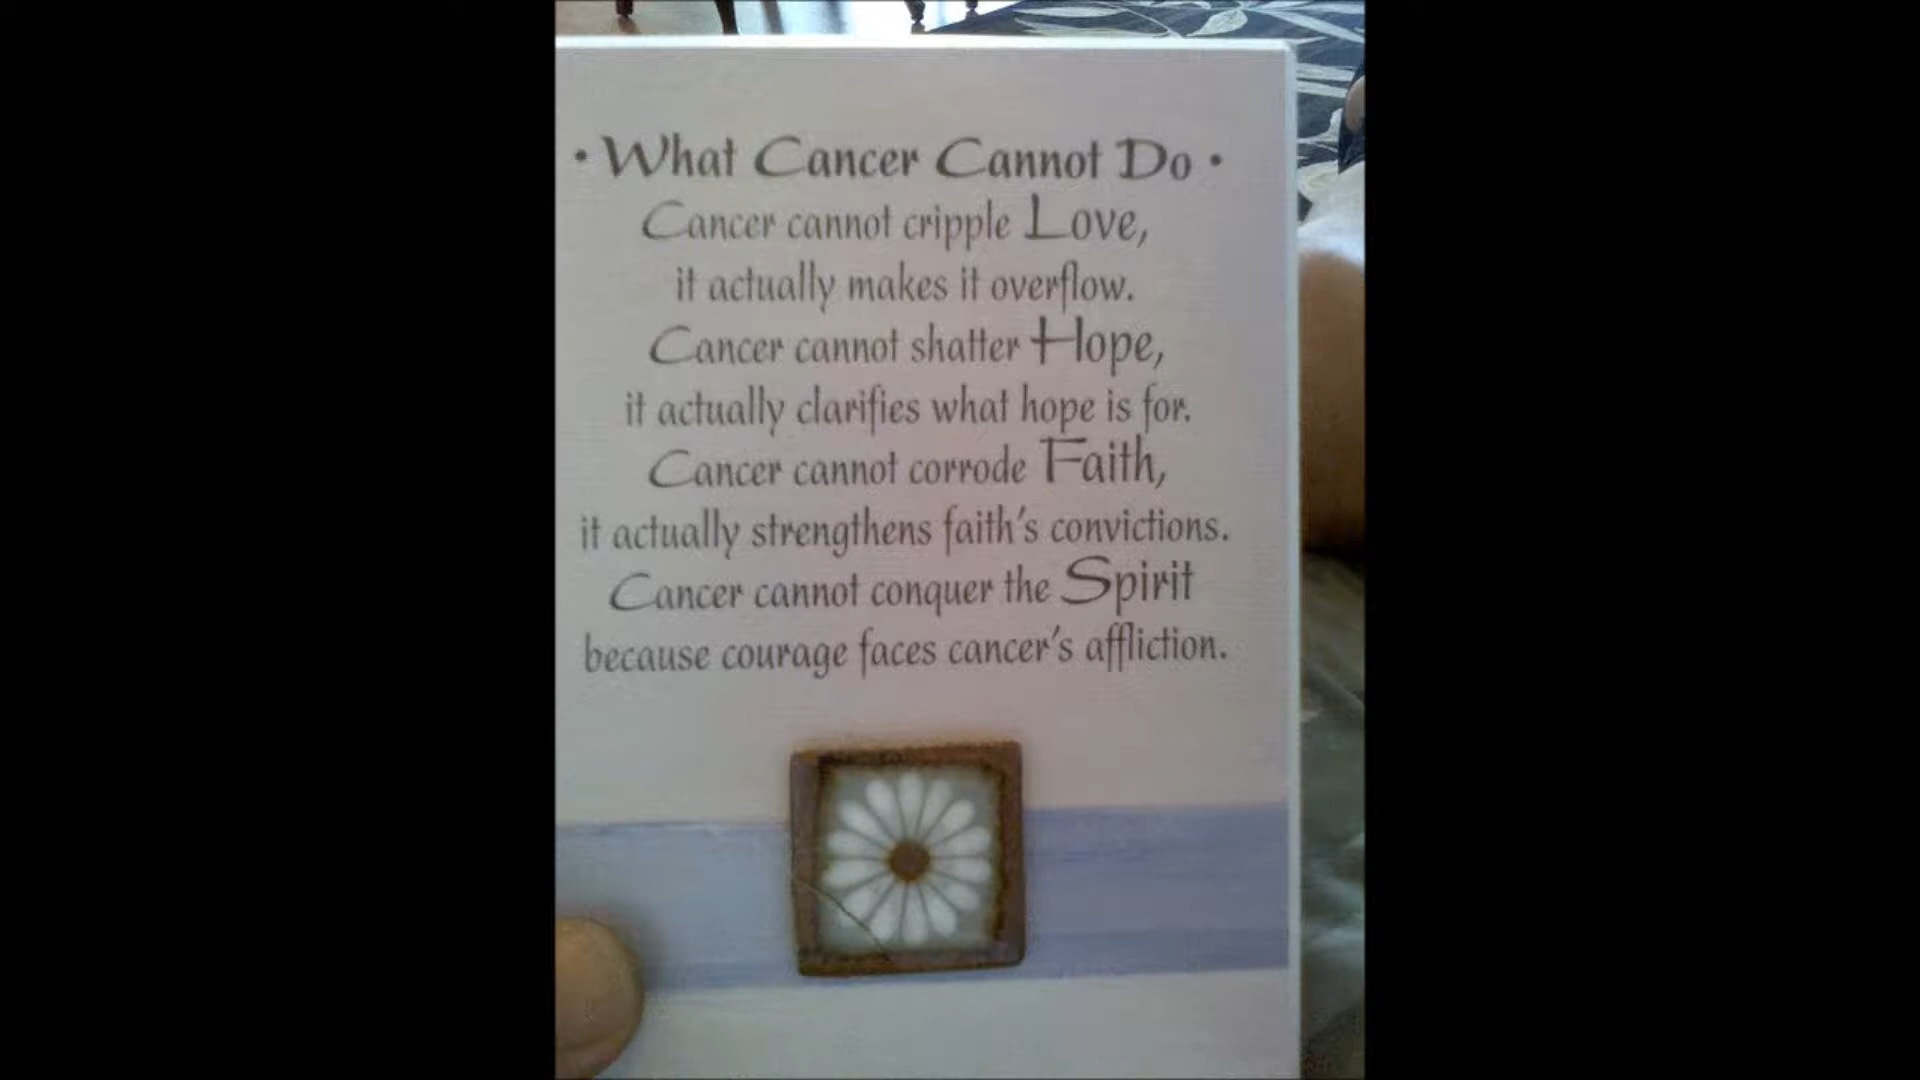 • What Cancer Cannot Do •
Cancer cannot cripple Love,
it actually makes it overflow.
Cancer cannot shatter Hope,
it actually clarifies what hope is for.
Cancer cannot corrode Faith,
it actually strengthens faith's convictions.
Cancer cannot conquer the Spirit
because courage faces cancer's affliction.